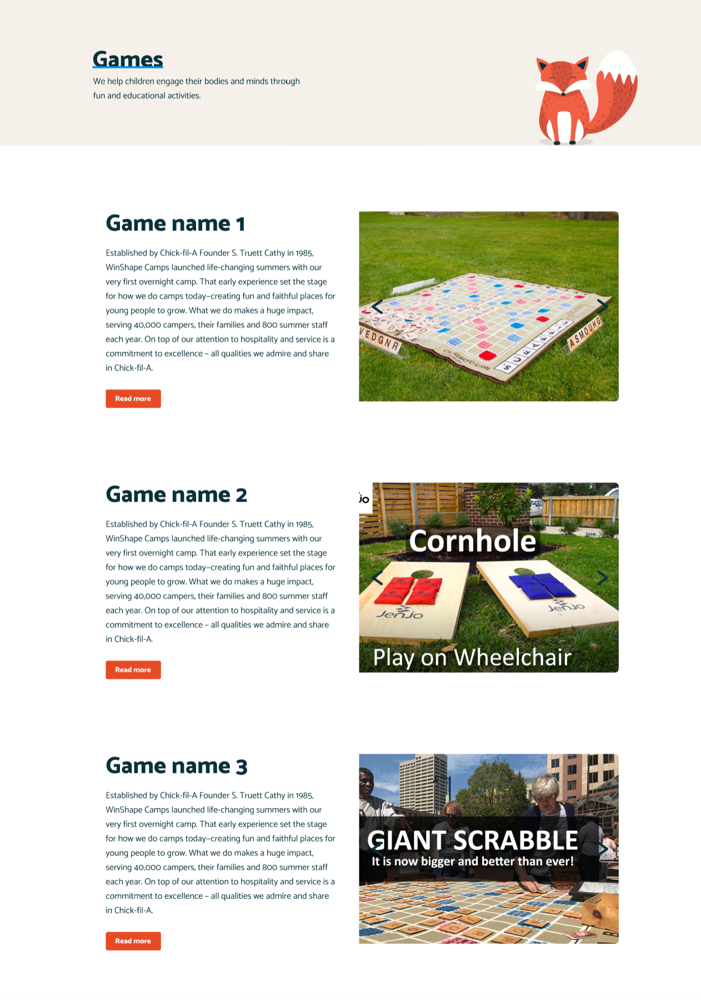 Games
We help children engage their bodies and minds through
fun and educational activities.
Game name 1
Established by Chick-fil-A Founder S. Truett Cathy in 1985,
WinShape Camps launched life-changing summers with our
very first overnight camp. That early experience set the stage
for how we do camps today—creating fun and faithful places for
young people to grow. What we do makes a huge impact,
serving 40,000 campers, their families and 800 summer staff
each year. On top of our attention to hospitality and service is a
commitment to excellence – all qualities we admire and share
in Chick-fil-A.
Read more
VEDGNR
CROSSWORD GAME
SCRABBLE
ASMOUHG
Game name 2
Established by Chick-fil-A Founder S. Truett Cathy in 1985,
WinShape Camps launched life-changing summers with our
very first overnight camp. That early experience set the stage
for how we do camps today—creating fun and faithful places for
young people to grow. What we do makes a huge impact,
serving 40,000 campers, their families and 800 summer staff
each year. On top of our attention to hospitality and service is a
commitment to excellence – all qualities we admire and share
in Chick-fil-A.
Read more
jo
LOOK!
Cornhole
Jenjo
Jenjo
Play on Wheelchair
Game name 3
Established by Chick-fil-A Founder S. Truett Cathy in 1985,
WinShape Camps launched life-changing summers with our
very first overnight camp. That early experience set the stage
for how we do camps today—creating fun and faithful places for
young people to grow. What we do makes a huge impact,
serving 40,000 campers, their families and 800 summer staff
each year. On top of our attention to hospitality and service is a
commitment to excellence – all qualities we admire and share
in Chick-fil-A.
Read more
GIANT SCRABBLE
It is now bigger and better than ever!